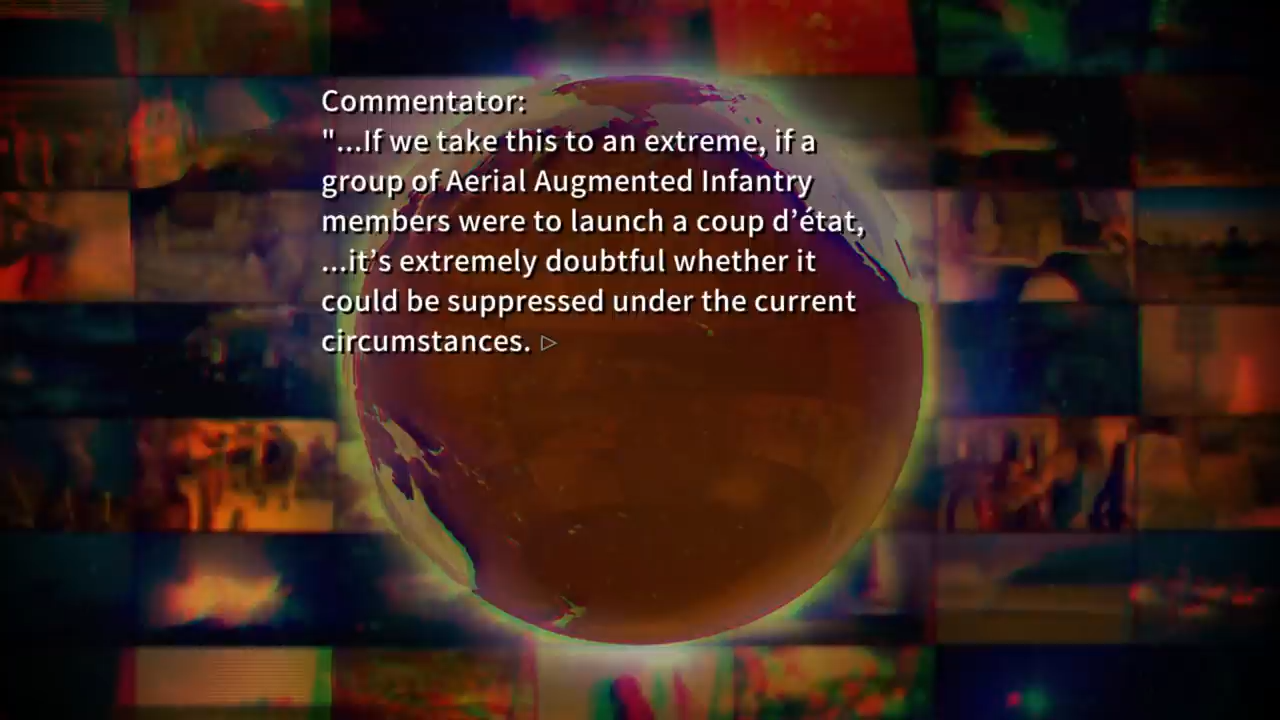 Commentator:
"...If we take this to an extreme, if a
group of Aerial Augmented Infantry
members were to launch a coup d’état,
...it’s extremely doubtful whether it
could be suppressed under the current
circumstances. ▷